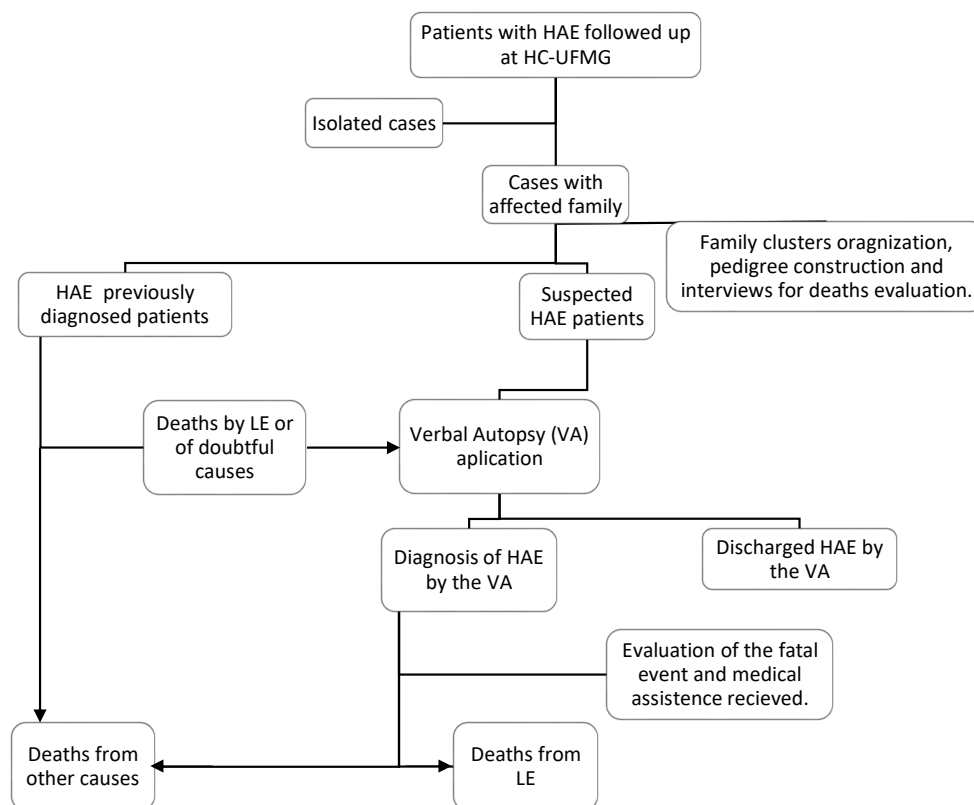 Patients with HAE followed up
at HC-UFMG
Isolated cases
Cases with
affected family
Family clusters oragnization,
pedigree construction and
interviews for deaths evaluation.
HAE previously
diagnosed patients
Suspected
HAE patients
Deaths by LE or
of doubtful
causes
Verbal Autopsy (VA)
aplication
Diagnosis of HAE
by the VA
Discharged HAE by
the VA
Evaluation of the fatal
event and medical
assistence recieved.
Deaths from
other causes
Deaths from
LE